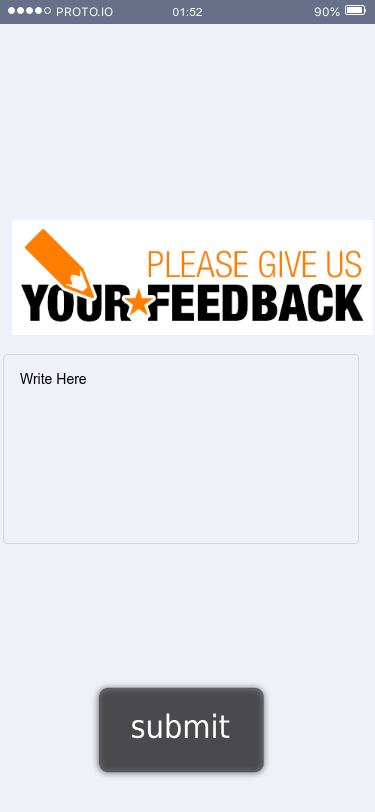 PROTO.IO 01:52 90%
PLEASE GIVE US
YOUR FEEDBACK
Write Here
submit